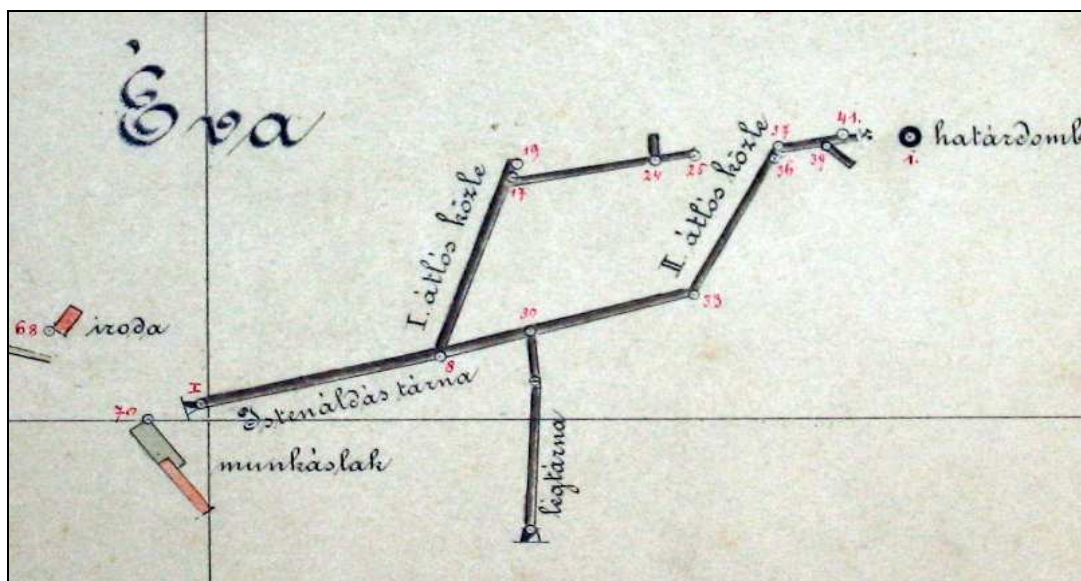 Éva
19
17
24
25
37
36
39
41.
1.
határdomb
I. átlós közle
II. átlós közle
68
iroda
30
33
8
X
Istenáldás tárna
70
munkáslak
légtárna